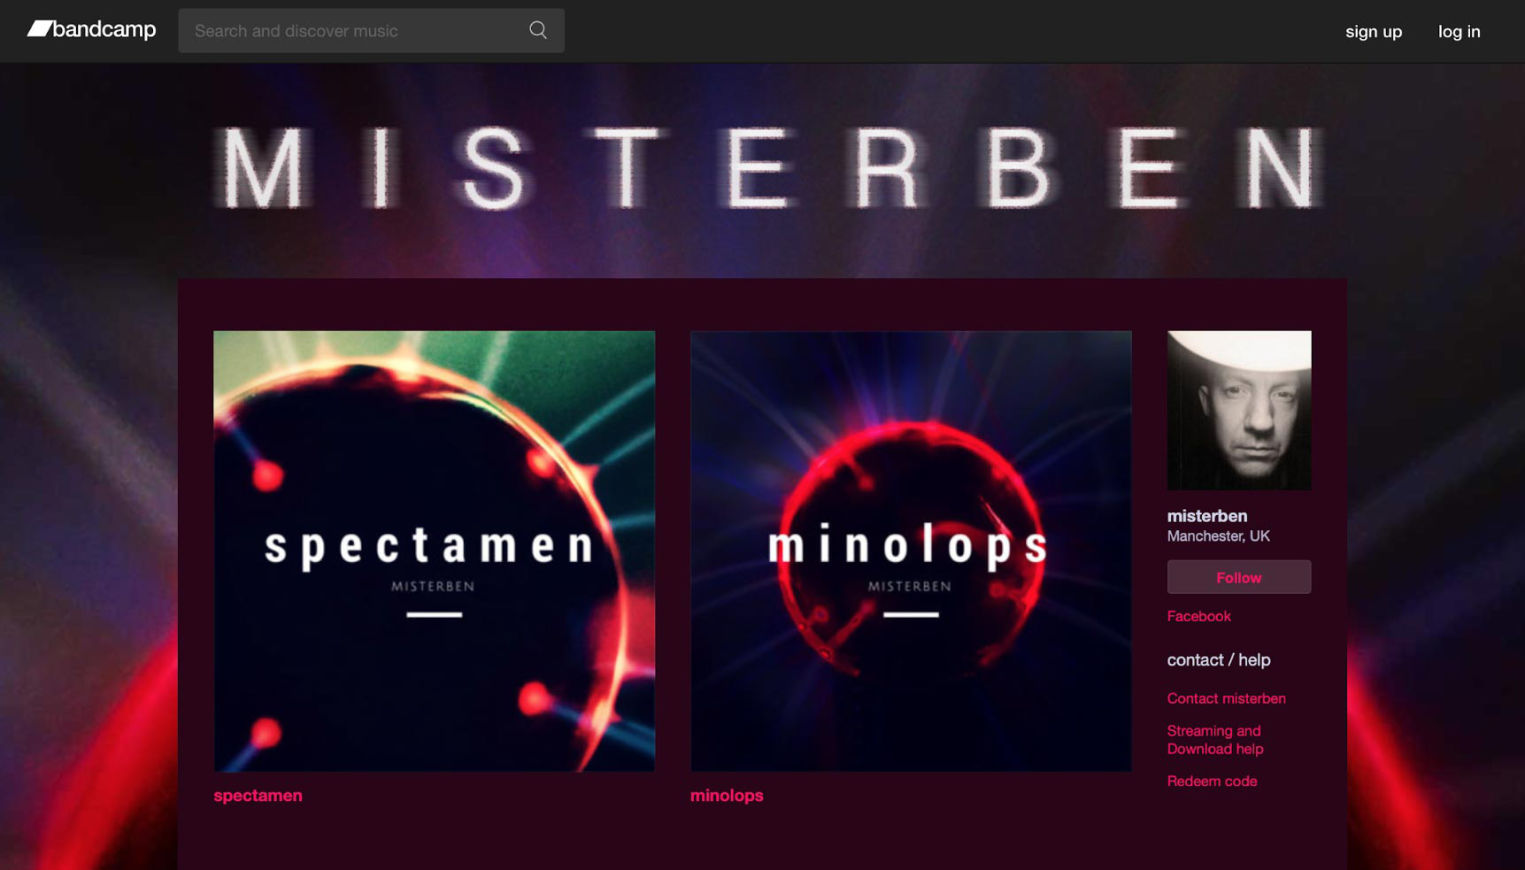 bandcamp
Search and discover music
sign up
log in
MISTERBEN
spectamen
MISTERBEN
spectamen
minolops
MISTERBEN
minolops
misterben
Manchester, UK
Follow
Facebook
contact / help
Contact misterben
Streaming and
Download help
Redeem code